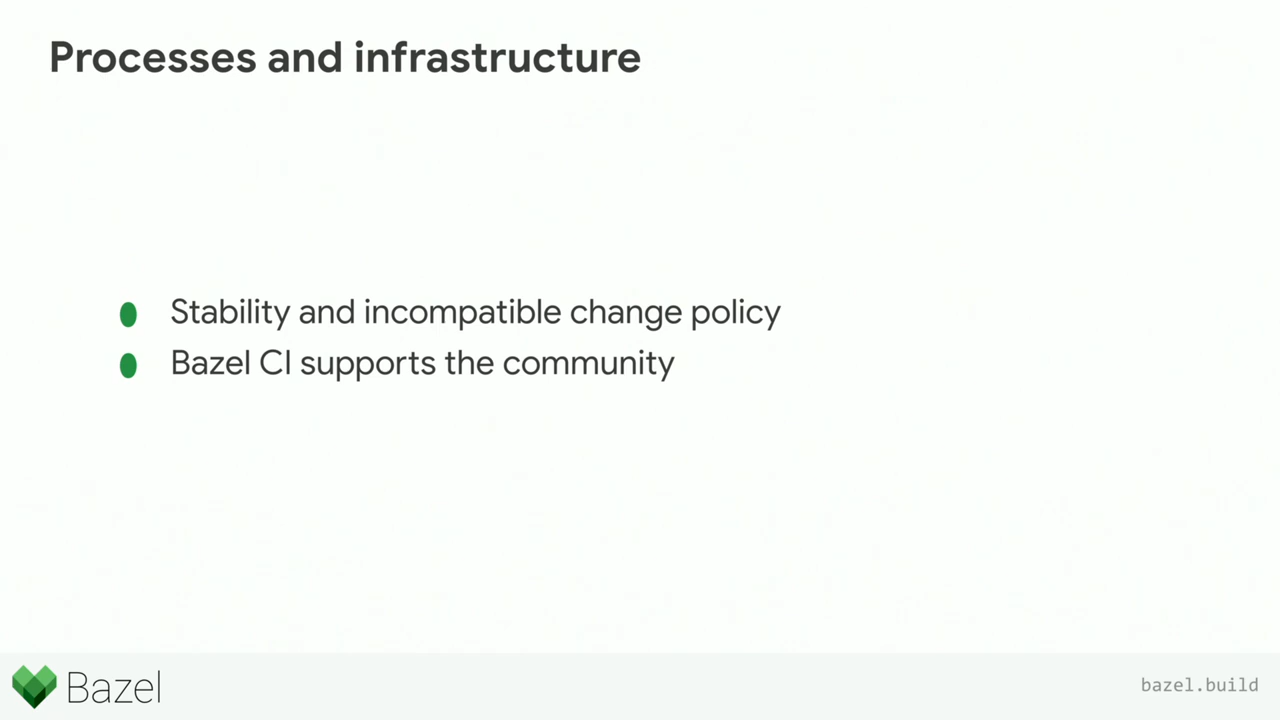 Processes and infrastructure
Stability and incompatible change policy
Bazel CI supports the community
Bazel
bazel.build